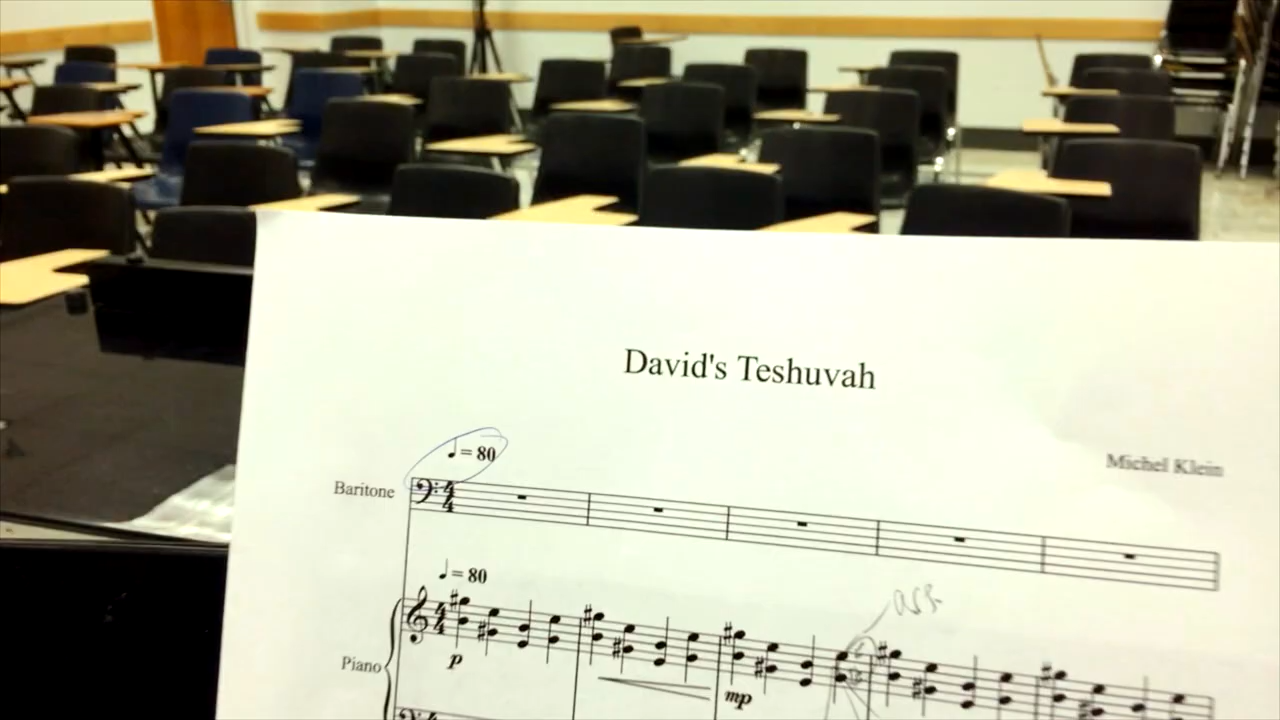 David's Teshuvah
Michel Klein
♩ = 80
Baritone
♩ = 80
Piano
p
mp